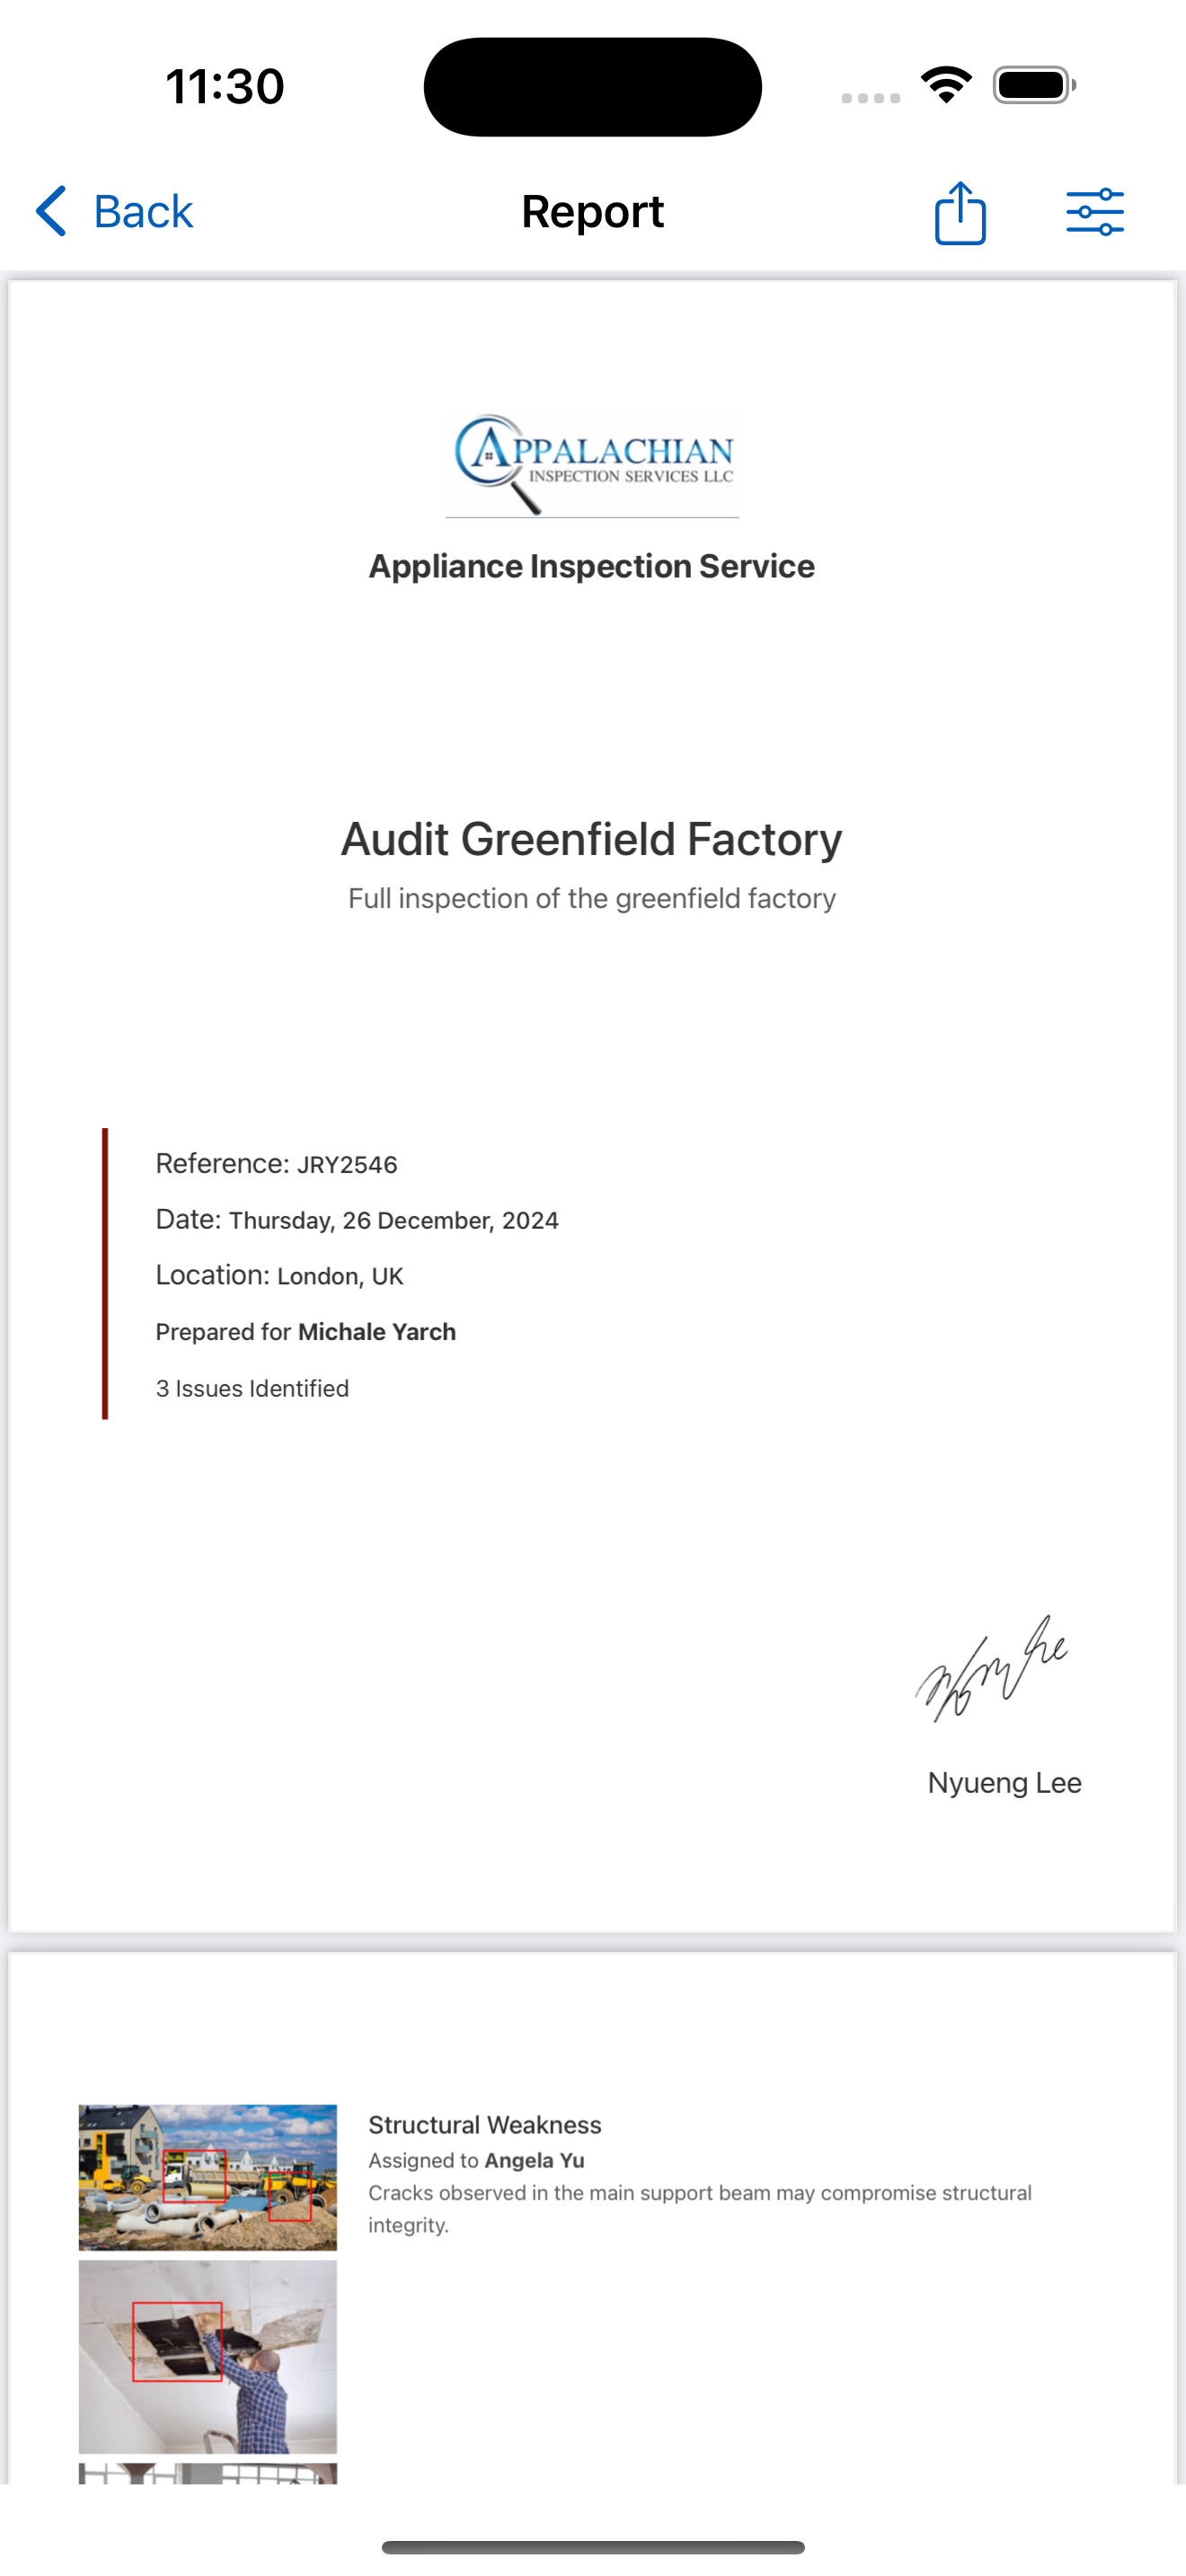 11:30
Back
Report
APPALACHIAN
INSPECTION SERVICES LLC
Appliance Inspection Service
Audit Greenfield Factory
Full inspection of the greenfield factory
Reference: JRY2546
Date: Thursday, 26 December, 2024
Location: London, UK
Prepared for Michale Yarch
3 Issues Identified
Nyueng Lee
Structural Weakness
Assigned to Angela Yu
Cracks observed in the main support beam may compromise structural
integrity.